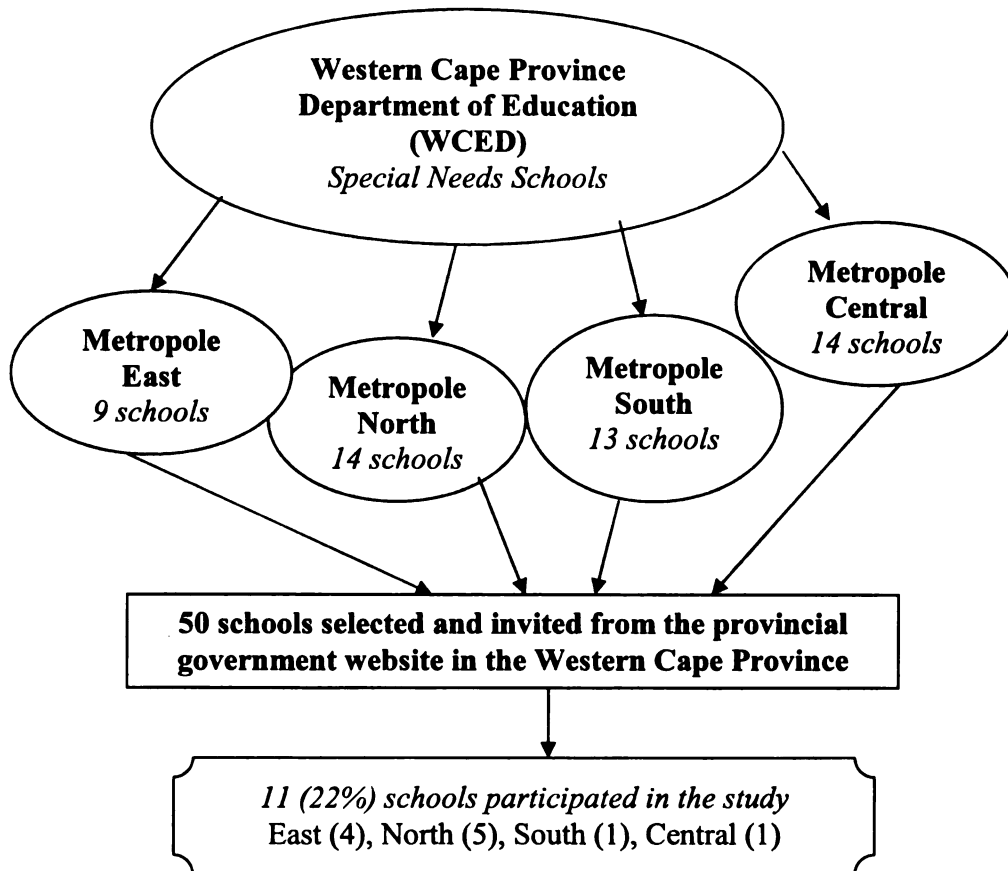 Western Cape Province
Department of Education
(WCED)
Special Needs Schools
Metropole
East
9 schools
Metropole
North
14 schools
Metropole
South
13 schools
Metropole
Central
14 schools
50 schools selected and invited from the provincial
government website in the Western Cape Province
11 (22%) schools participated in the study
East (4), North (5), South (1), Central (1)